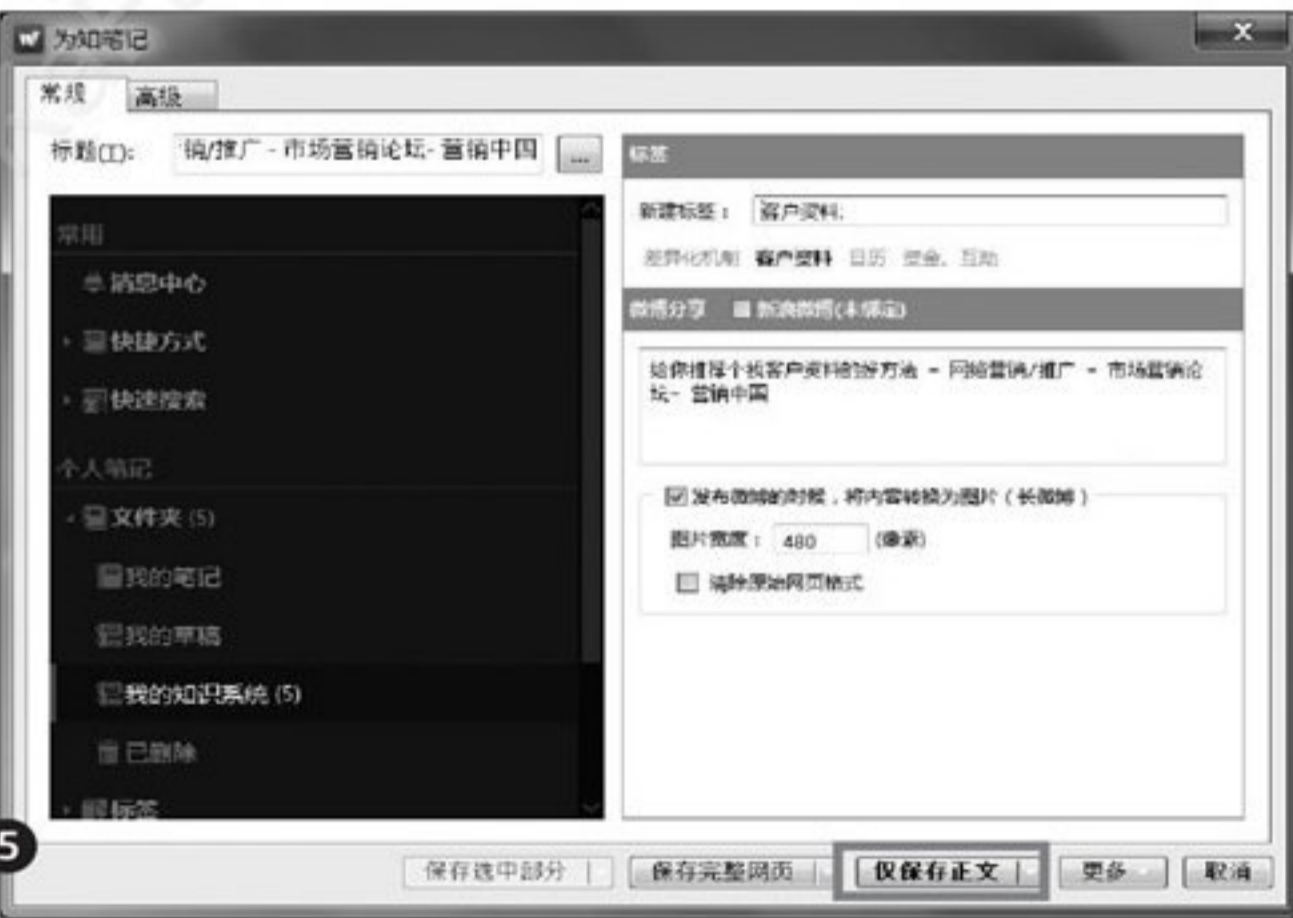 为知笔记
常规 高级
标题(T): 销/推广 - 市场营销论坛- 营销中国 ...
常用
消息中心
快捷方式
快速搜索
个人笔记
文件夹 (5)
我的笔记
我的草稿
我的知识系统 (5)
已删除
标签
标签
新建标签： 客户资料;
差异化机制 客户资料 日历 资金、互动
微博分享 新浪微博(未绑定)
给你推荐个找客户资料的好方法 - 网络营销/推广 - 市场营销论
坛- 营销中国
发布微博的时候，将内容转换为图片（长微博）
图片宽度： 480 (像素)
清除原始网页格式
5
保存选中部分 保存完整网页 仅保存正文 更多 取消